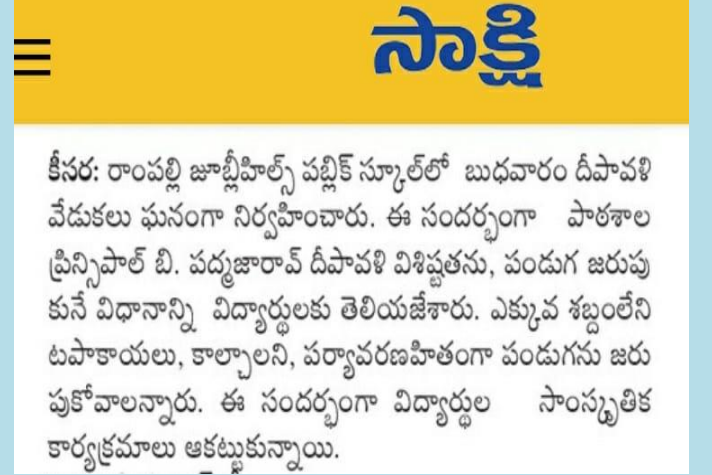 సాక్షి
కీసర: రాంపల్లి జూబ్లీహిల్స్ పబ్లిక్ స్కూల్‌లో బుధవారం దీపావళి
వేడుకలు ఘనంగా నిర్వహించారు. ఈ సందర్భంగా పాఠశాల
ప్రిన్సిపాల్ బి. పద్మజారావ్ దీపావళి విశిష్టతను, పండుగ జరుపు
కునే విధానాన్ని విద్యార్థులకు తెలియజేశారు. ఎక్కువ శబ్దంలేని
టపాకాయలు, కాల్చాలని, పర్యావరణహితంగా పండుగను జరు
పుకోవాలన్నారు. ఈ సందర్భంగా విద్యార్థుల సాంస్కృతిక
కార్యక్రమాలు ఆకట్టుకున్నాయి.